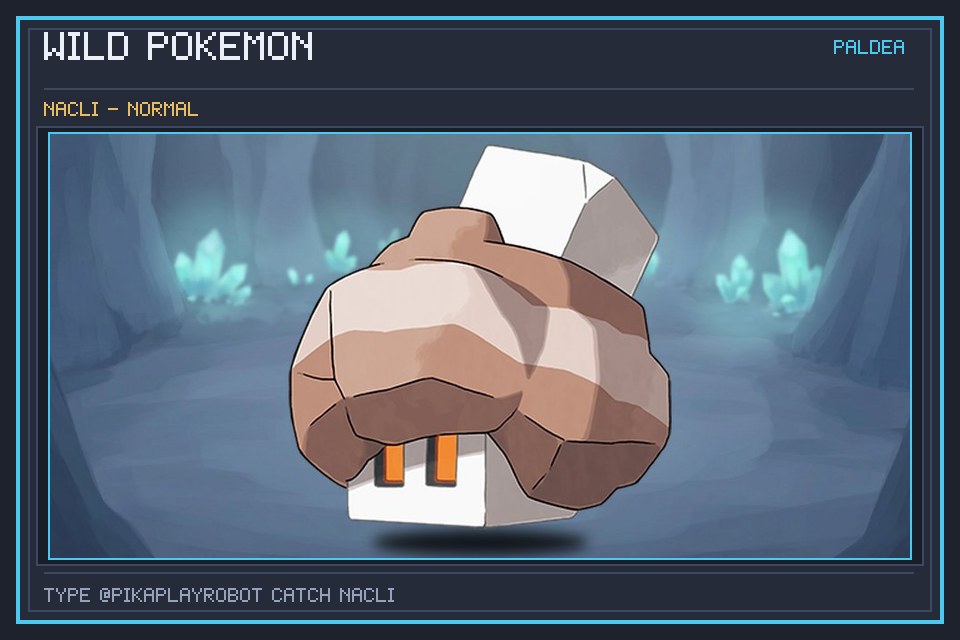 WILD POKEMON
PALDEA
NACLI - NORMAL
TYPE @PIKAPLAYROBOT CATCH NACLI